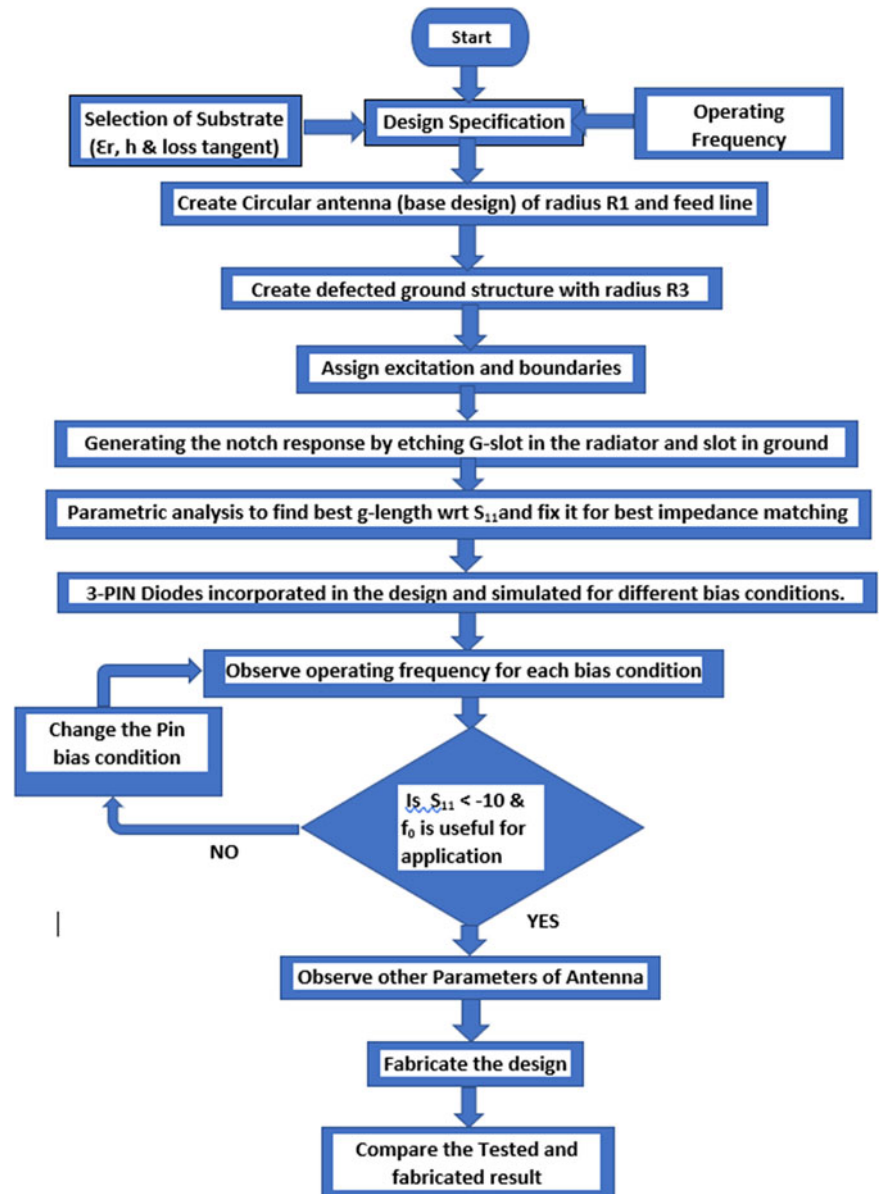 Start
Selection of Substrate
(Ɛr, h & loss tangent)
Design Specification
Operating
Frequency
Create Circular antenna (base design) of radius R1 and feed line
Create defected ground structure with radius R3
Assign excitation and boundaries
Generating the notch response by etching G-slot in the radiator and slot in ground
Parametric analysis to find best g-length wrt S₁₁and fix it for best impedance matching
3-PIN Diodes incorporated in the design and simulated for different bias conditions.
Observe operating frequency for each bias condition
Change the Pin
bias condition
Is S₁₁ < -10 &
f₀ is useful for
application
NO
YES
Observe other Parameters of Antenna
Fabricate the design
Compare the Tested and
fabricated result